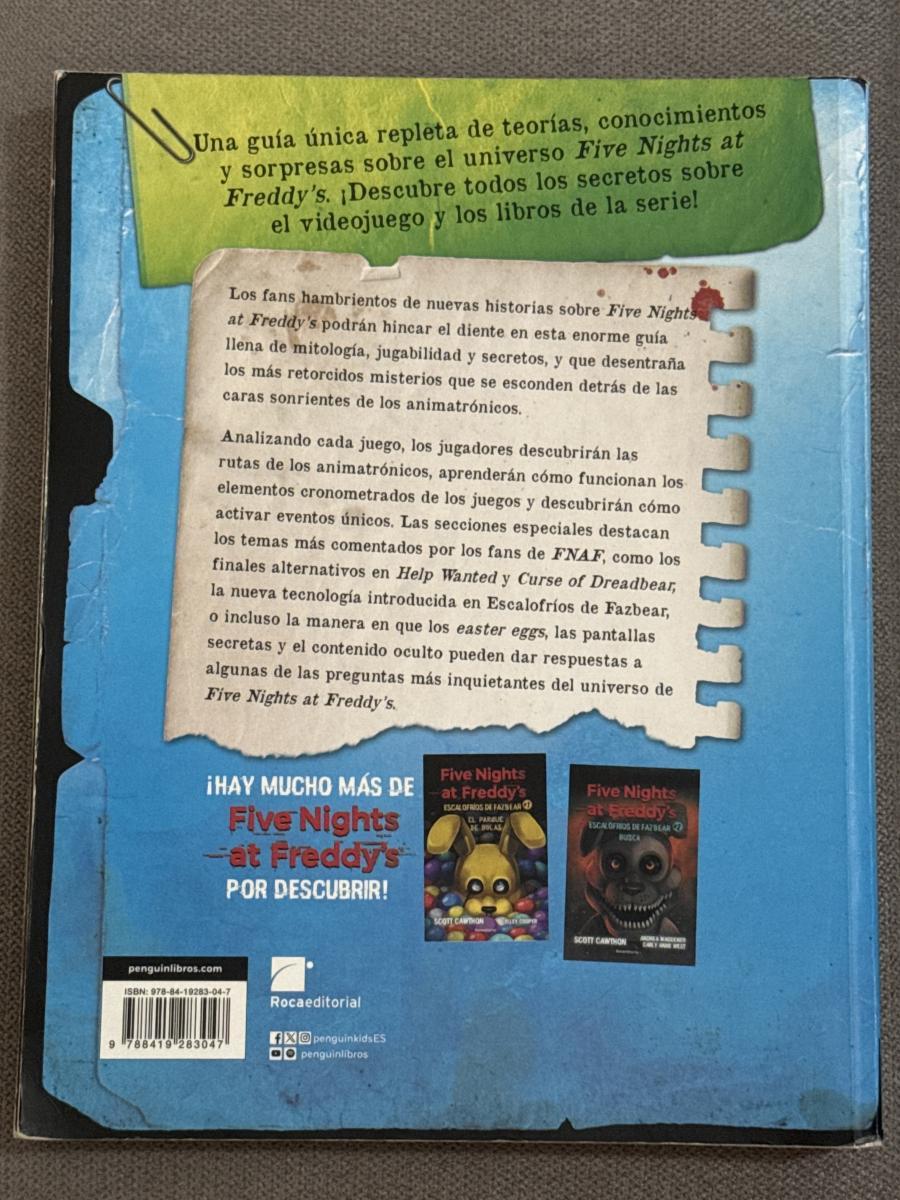 Una guía única repleta de teorías, conocimientos
y sorpresas sobre el universo Five Nights at
Freddy's. ¡Descubre todos los secretos sobre
el videojuego y los libros de la serie!
Los fans hambrientos de nuevas historias sobre Five Nights
at Freddy's podrán hincar el diente en esta enorme guía
llena de mitología, jugabilidad y secretos, y que desentraña
los más retorcidos misterios que se esconden detrás de las
caras sonrientes de los animatrónicos.
Analizando cada juego, los jugadores descubrirán las
rutas de los animatrónicos, aprenderán cómo funcionan los
elementos cronometrados de los juegos y descubrirán cómo
activar eventos únicos. Las secciones especiales destacan
los temas más comentados por los fans de FNAF, como los
finales alternativos en Help Wanted y Curse of Dreadbear,
la nueva tecnología introducida en Escalofríos de Fazbear,
o incluso la manera en que los easter eggs, las pantallas
secretas y el contenido oculto pueden dar respuestas a
algunas de las preguntas más inquietantes del universo de
Five Nights at Freddy's.
¡HAY MUCHO MÁS DE
Five Nights
at Freddy's
POR DESCUBRIR!
Five Nights
at Freddy's
ESCALOFRÍOS DE FAZBEAR #1
EL PARQUE
DE BOLAS
SCOTT CAWTHON
COOPER
Five Nights
at Freddy's
ESCALOFRÍOS DE FAZBEAR #2
BUSCA
SCOTT CAWTHON
ANDREA WAGGENER
CARLY ANNE WEST
penguinlibros.com
ISBN: 978-84-19283-04-7
9 788419 283047
Rocaeditorial
penguinkidsES
penguinlibros